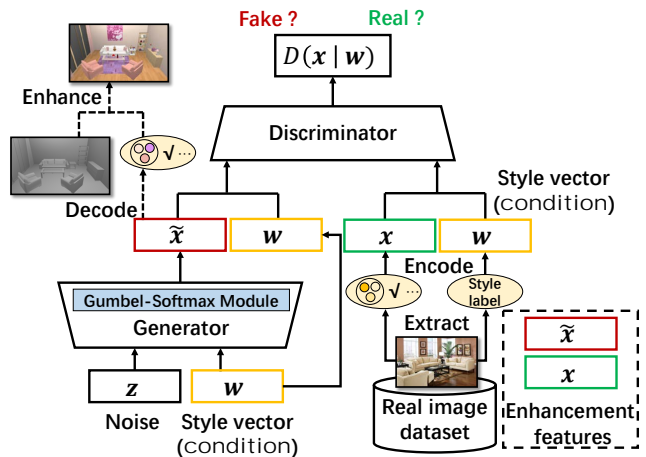 Fake ?
Real ?
D(x | w)
Enhance
Discriminator
√ ...
Decode
Style vector
(condition)
x̃
w
x
w
Encode
Gumbel-Softmax Module
Generator
√ ...
Style
label
Extract
z
w
Noise
Style vector
(condition)
Real image
dataset
x̃
x
Enhancement
features